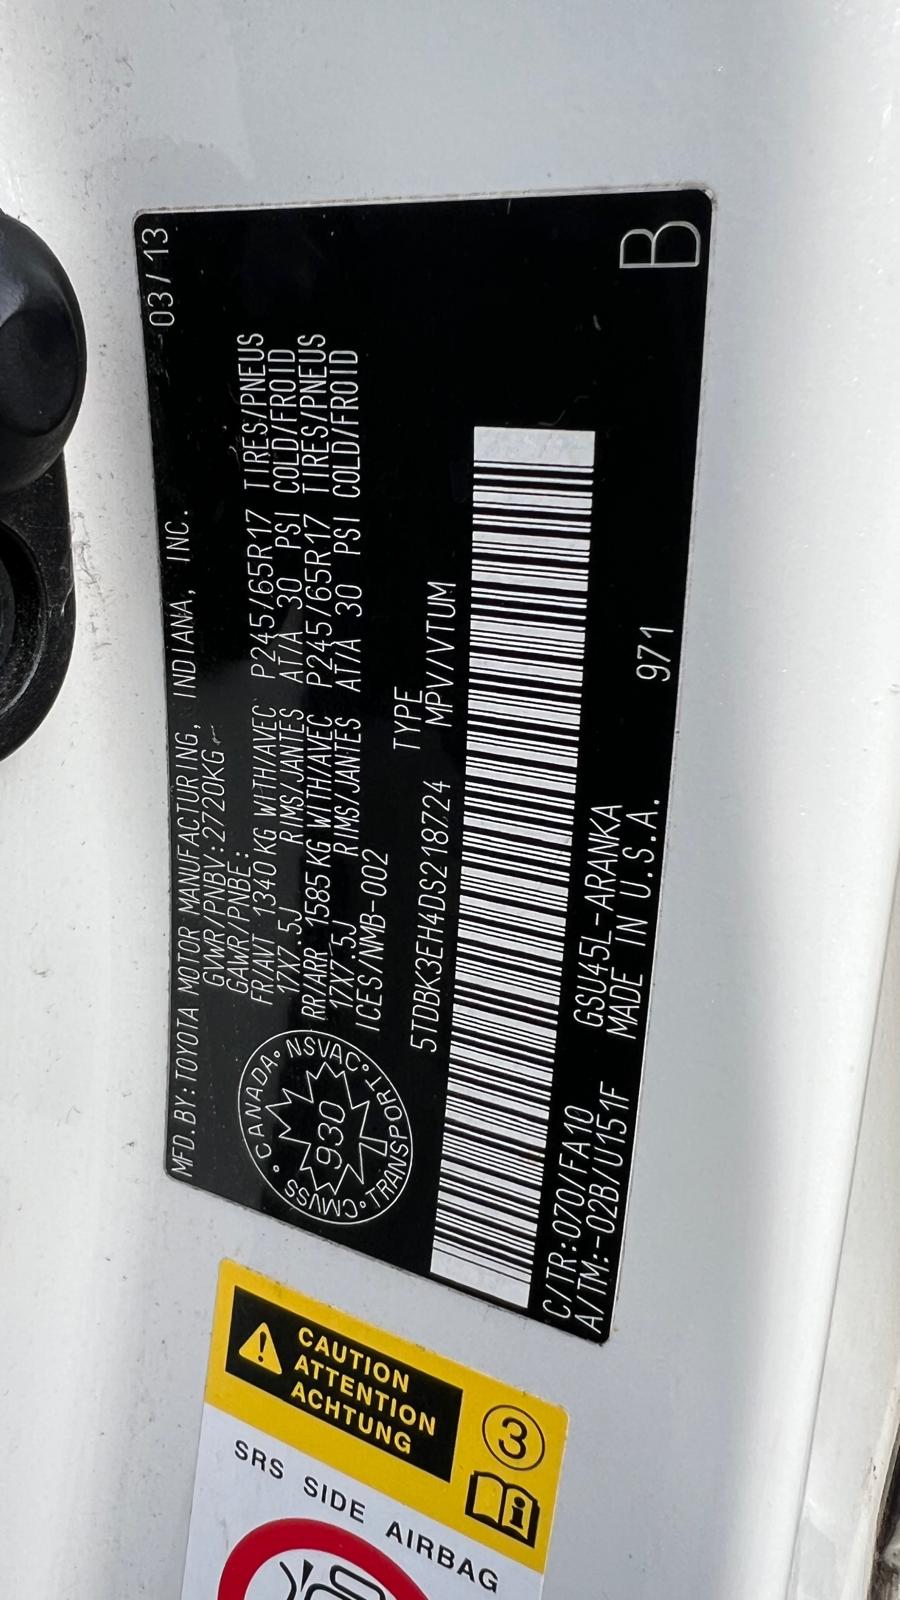 MFD. BY: TOYOTA MOTOR MANUFACTURING, INDIANA, INC. 03/13
GVWR/PNBV: 2720KG
GAWR/PNBE:
FR/AVT 1340 KG WITH/AVEC P245/65R17 TIRES/PNEUS
17X7.5J RIMS/JANTES AT/A 30 PSI COLD/FROID
RR/ARR 1585 KG WITH/AVEC P245/65R17 TIRES/PNEUS
17X7.5J RIMS/JANTES AT/A 30 PSI COLD/FROID
ICES/NMB-002
CANADA • NSVAC • TRANSPORT • CMVSS •
930
TYPE
5TDBK3EH4DS218724 MPV/VTUM
C/TR: 070/FA10 GSU45L-ARANKA
A/TM: -02B/U151F MADE IN U.S.A. 971
B
CAUTION
ATTENTION
ACHTUNG
3
i
SRS SIDE AIRBAG